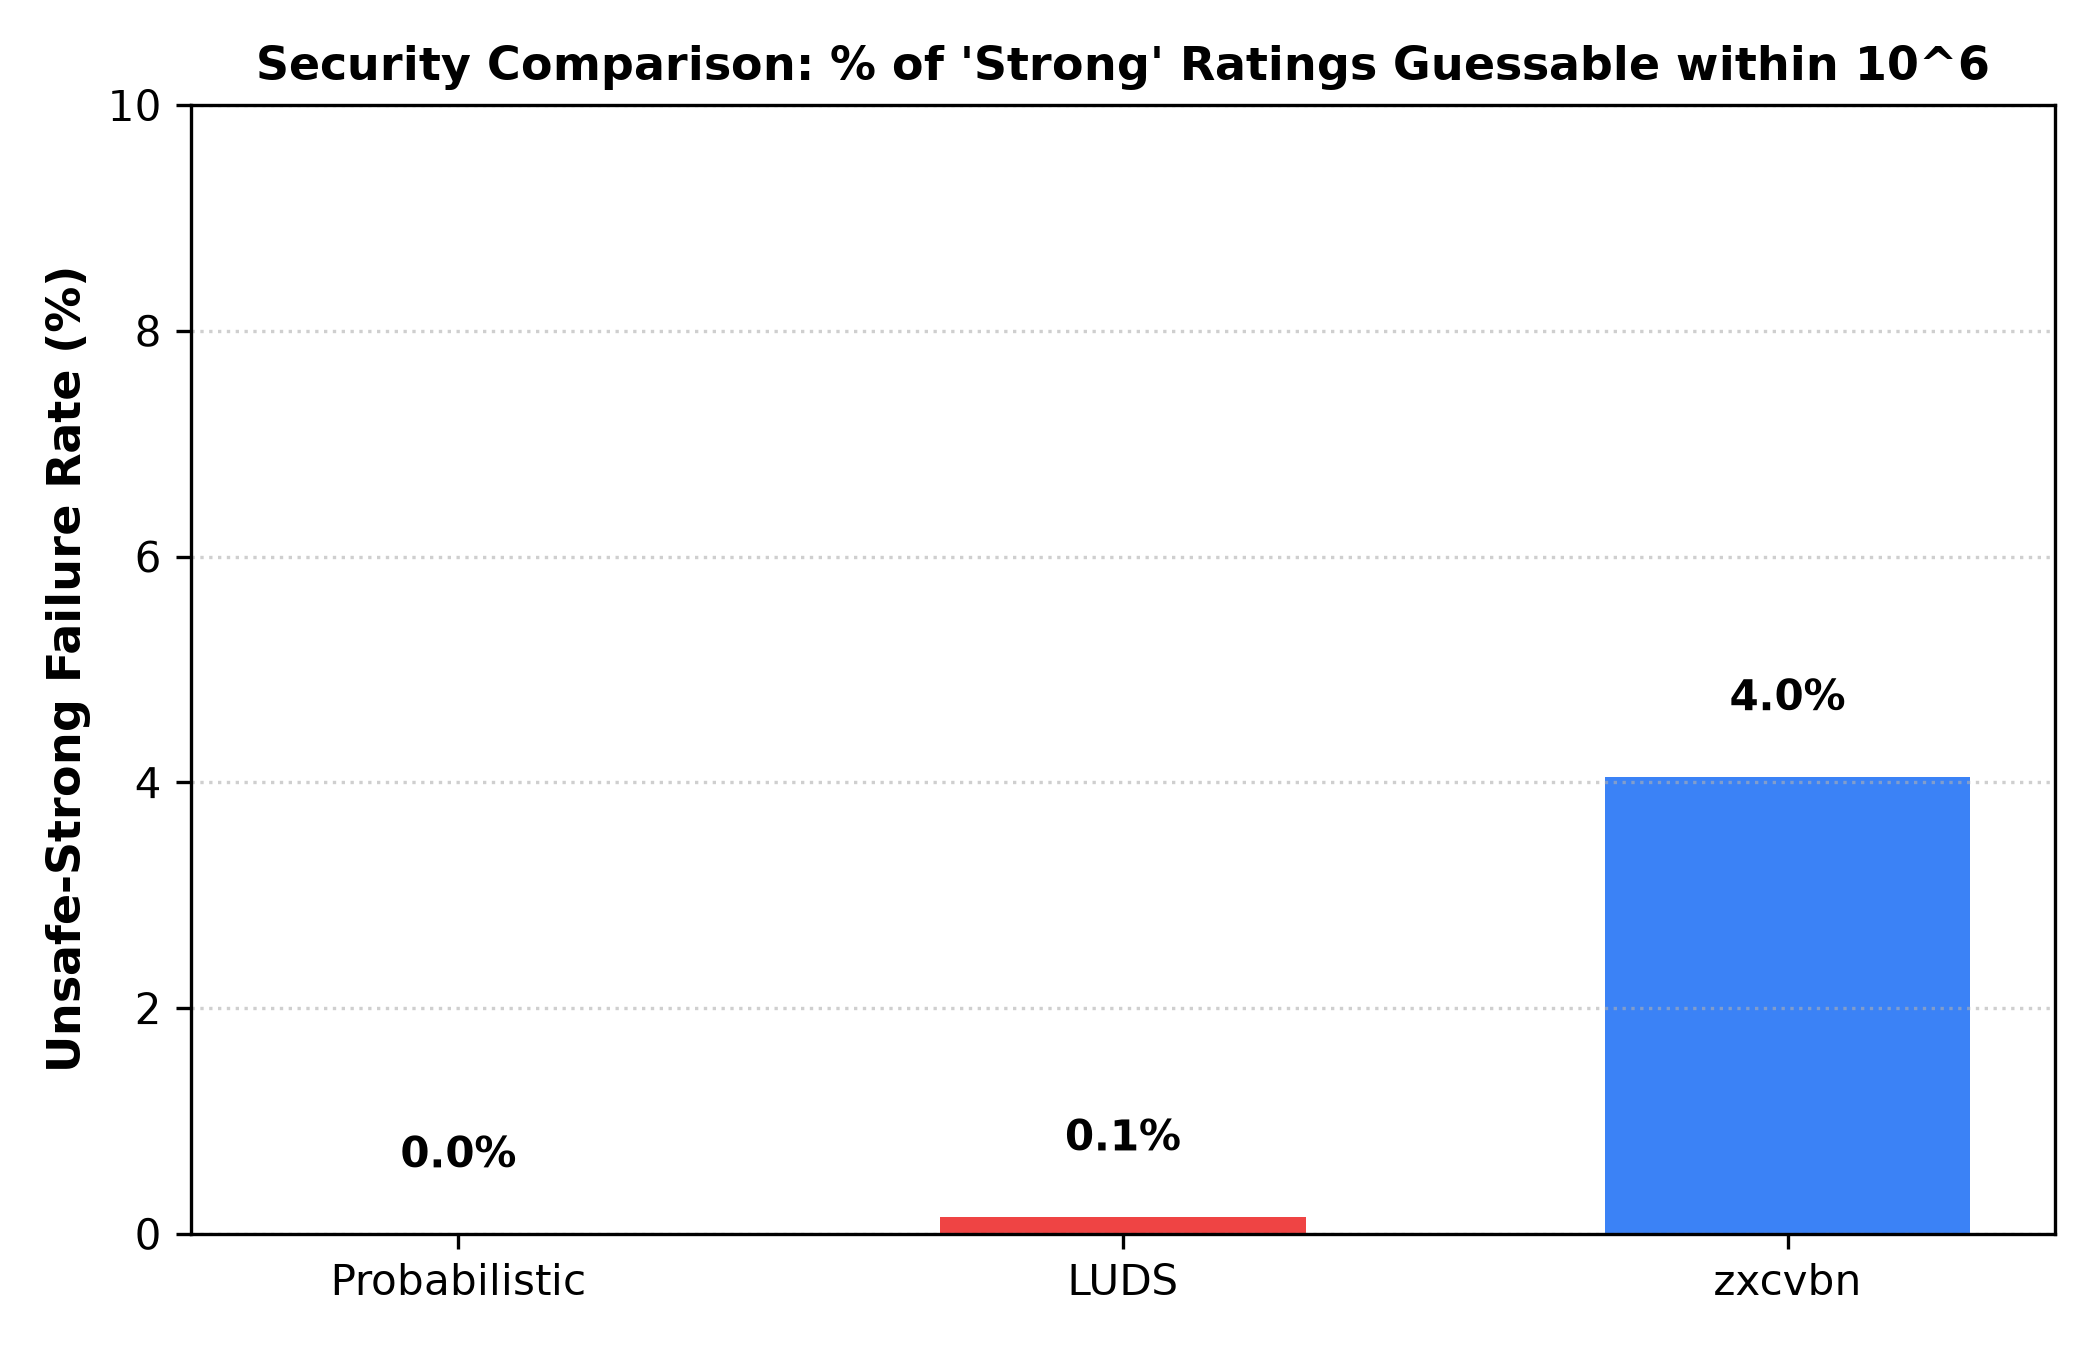 Security Comparison: % of 'Strong' Ratings Guessable within 10^6
Unsafe-Strong Failure Rate (%)
10
8
6
4
2
0
0.0%
0.1%
4.0%
Probabilistic
LUDS
zxcvbn